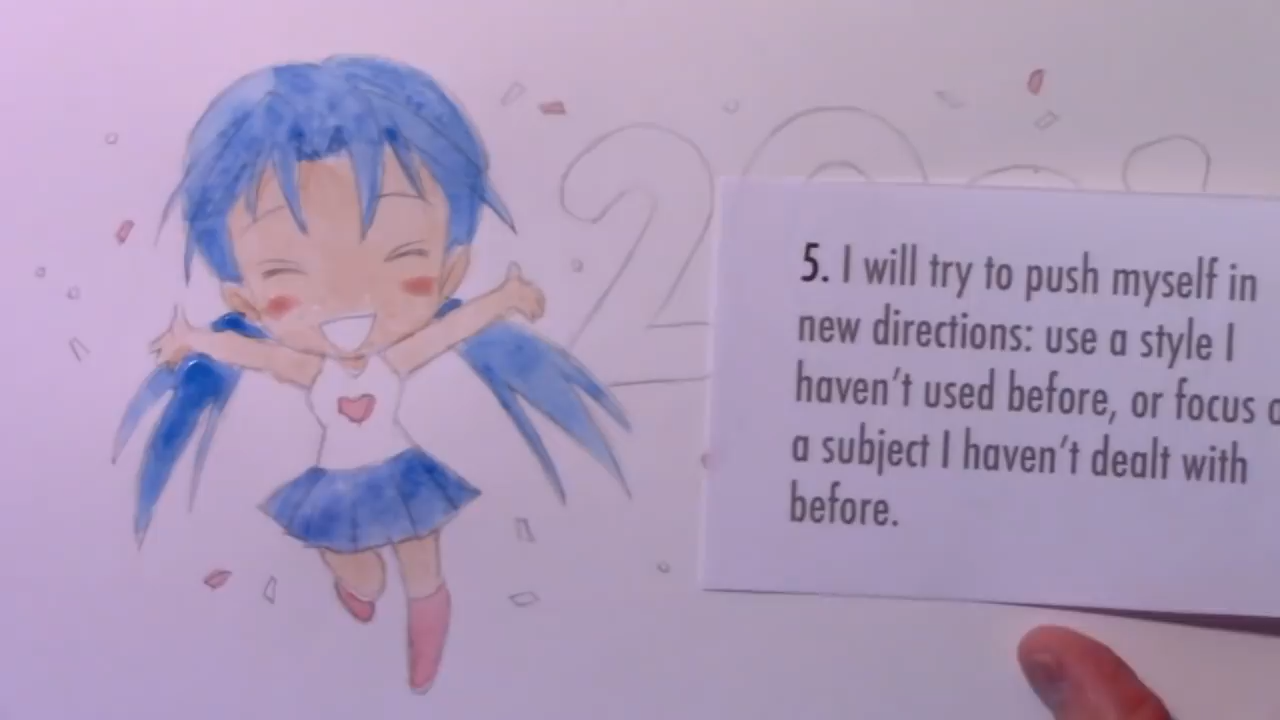 2
5. I will try to push myself in
new directions: use a style I
haven't used before, or focus
a subject I haven't dealt with
before.